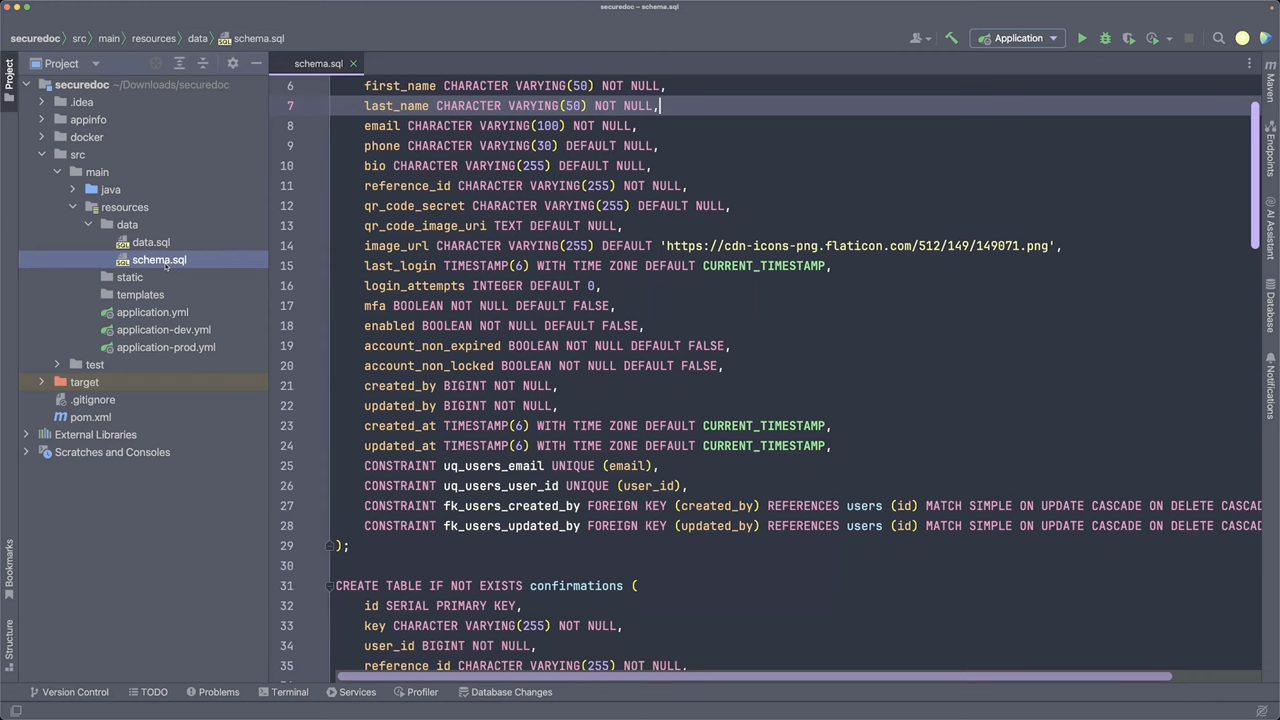 securedoc – schema.sql
securedoc src main resources data schema.sql
Application
Project
schema.sql
securedoc ~/Downloads/securedoc
.idea
appinfo
docker
src
main
java
resources
data
data.sql
schema.sql
static
templates
application.yml
application-dev.yml
application-prod.yml
test
target
.gitignore
pom.xml
External Libraries
Scratches and Consoles
6 first_name CHARACTER VARYING(50) NOT NULL,
7 last_name CHARACTER VARYING(50) NOT NULL,
8 email CHARACTER VARYING(100) NOT NULL,
9 phone CHARACTER VARYING(30) DEFAULT NULL,
10 bio CHARACTER VARYING(255) DEFAULT NULL,
11 reference_id CHARACTER VARYING(255) NOT NULL,
12 qr_code_secret CHARACTER VARYING(255) DEFAULT NULL,
13 qr_code_image_uri TEXT DEFAULT NULL,
14 image_url CHARACTER VARYING(255) DEFAULT 'https://cdn-icons-png.flaticon.com/512/149/149071.png',
15 last_login TIMESTAMP(6) WITH TIME ZONE DEFAULT CURRENT_TIMESTAMP,
16 login_attempts INTEGER DEFAULT 0,
17 mfa BOOLEAN NOT NULL DEFAULT FALSE,
18 enabled BOOLEAN NOT NULL DEFAULT FALSE,
19 account_non_expired BOOLEAN NOT NULL DEFAULT FALSE,
20 account_non_locked BOOLEAN NOT NULL DEFAULT FALSE,
21 created_by BIGINT NOT NULL,
22 updated_by BIGINT NOT NULL,
23 created_at TIMESTAMP(6) WITH TIME ZONE DEFAULT CURRENT_TIMESTAMP,
24 updated_at TIMESTAMP(6) WITH TIME ZONE DEFAULT CURRENT_TIMESTAMP,
25 CONSTRAINT uq_users_email UNIQUE (email),
26 CONSTRAINT uq_users_user_id UNIQUE (user_id),
27 CONSTRAINT fk_users_created_by FOREIGN KEY (created_by) REFERENCES users (id) MATCH SIMPLE ON UPDATE CASCADE ON DELETE CASCAD
28 CONSTRAINT fk_users_updated_by FOREIGN KEY (updated_by) REFERENCES users (id) MATCH SIMPLE ON UPDATE CASCADE ON DELETE CASCAD
29 );
30
31 CREATE TABLE IF NOT EXISTS confirmations (
32 id SERIAL PRIMARY KEY,
33 key CHARACTER VARYING(255) NOT NULL,
34 user_id BIGINT NOT NULL,
35 reference_id CHARACTER VARYING(255) NOT NULL,
Project
Bookmarks
Structure
Maven
Endpoints
AI Assistant
Database
Notifications
Version Control TODO Problems Terminal Services Profiler Database Changes